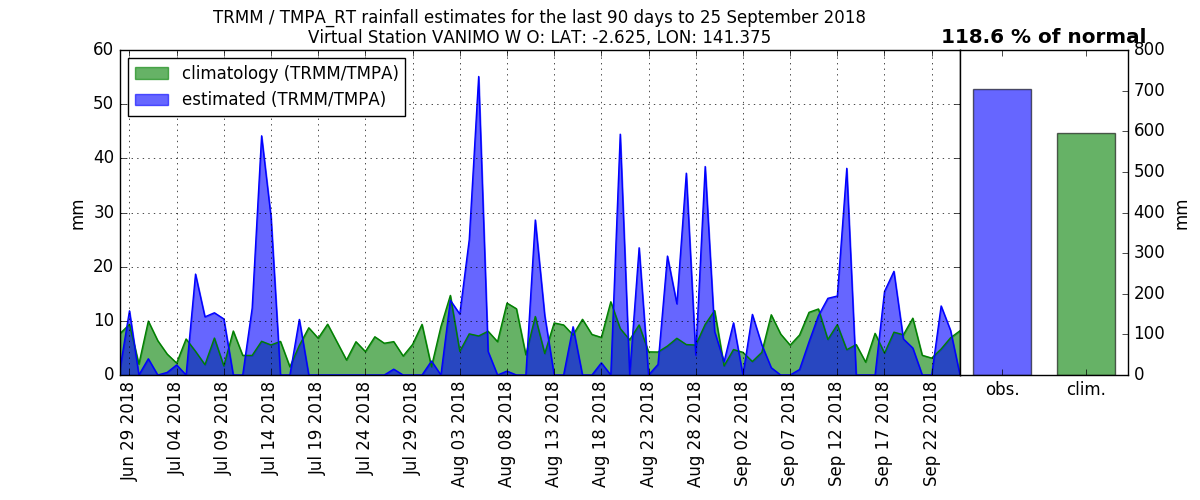 TRMM / TMPA_RT rainfall estimates for the last 90 days to 25 September 2018
Virtual Station VANIMO W O: LAT: -2.625, LON: 141.375
118.6 % of normal
climatology (TRMM/TMPA)
estimated (TRMM/TMPA)
mm
60
50
40
30
20
10
0
Jun 29 2018
Jul 04 2018
Jul 09 2018
Jul 14 2018
Jul 19 2018
Jul 24 2018
Jul 29 2018
Aug 03 2018
Aug 08 2018
Aug 13 2018
Aug 18 2018
Aug 23 2018
Aug 28 2018
Sep 02 2018
Sep 07 2018
Sep 12 2018
Sep 17 2018
Sep 22 2018
obs.
clim.
800
700
600
500
400
300
200
100
0
mm